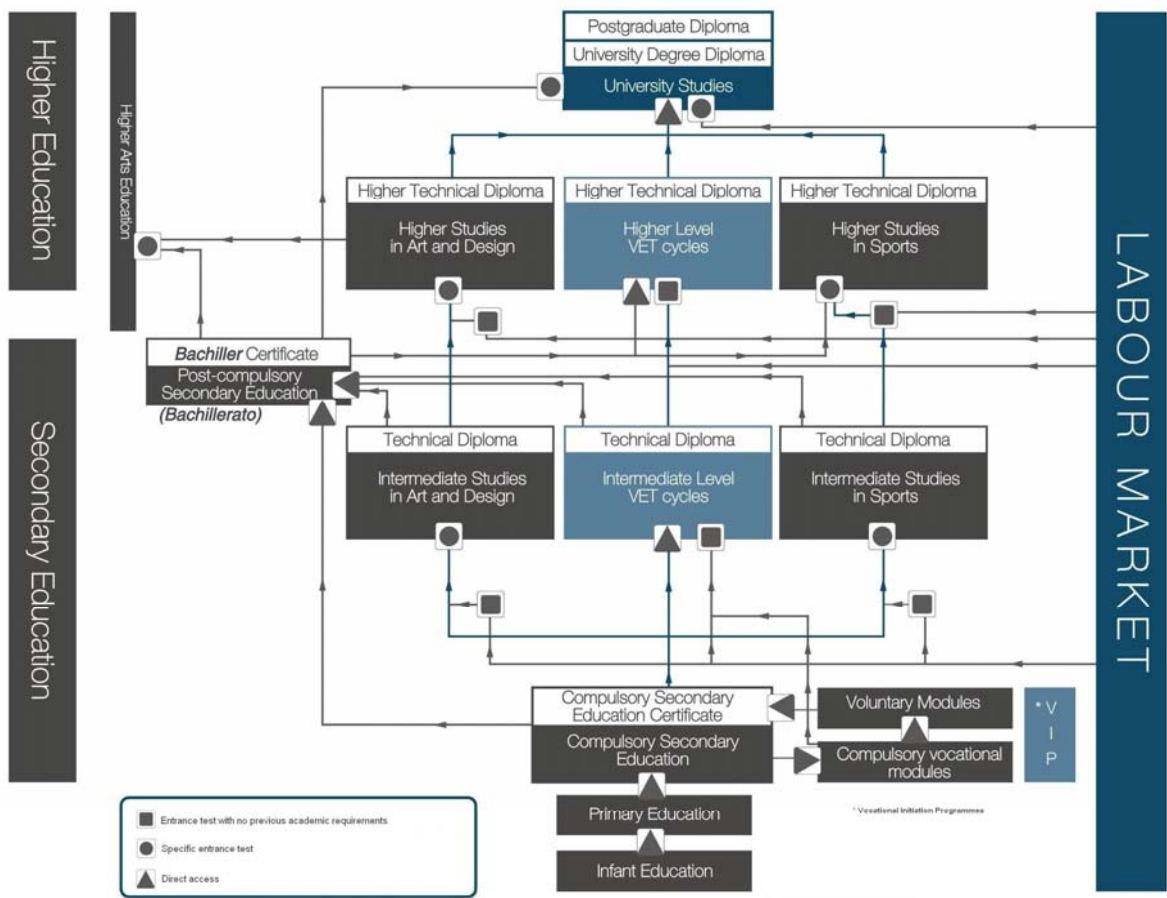 Higher Education
Higher Arts Education
Postgraduate Diploma
University Degree Diploma
University Studies
Higher Technical Diploma
Higher Studies
in Art and Design
Higher Technical Diploma
Higher Level
VET cycles
Higher Technical Diploma
Higher Studies
in Sports
LABOUR MARKET
Secondary Education
Bachiller Certificate
Post-compulsory
Secondary Education
(Bachillerato)
Technical Diploma
Intermediate Studies
in Art and Design
Technical Diploma
Intermediate Level
VET cycles
Technical Diploma
Intermediate Studies
in Sports
Compulsory Secondary
Education Certificate
Compulsory Secondary
Education
Voluntary Modules
Compulsory vocational
modules
* V
I
P
Primary Education
Infant Education
* Vocational Initiation Programmes
Entrance test with no previous academic requirements
Specific entrance test
Direct access